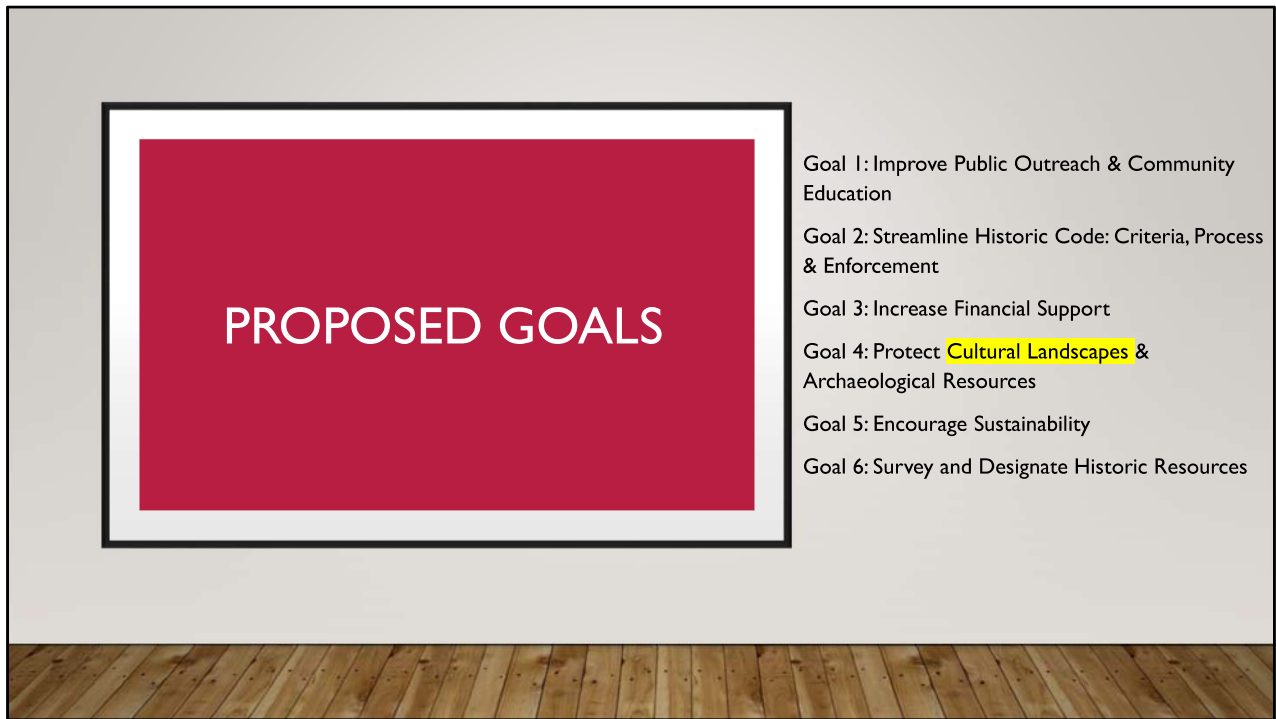 PROPOSED GOALS
Goal 1: Improve Public Outreach & Community
Education
Goal 2: Streamline Historic Code: Criteria, Process
& Enforcement
Goal 3: Increase Financial Support
Goal 4: Protect Cultural Landscapes &
Archaeological Resources
Goal 5: Encourage Sustainability
Goal 6: Survey and Designate Historic Resources